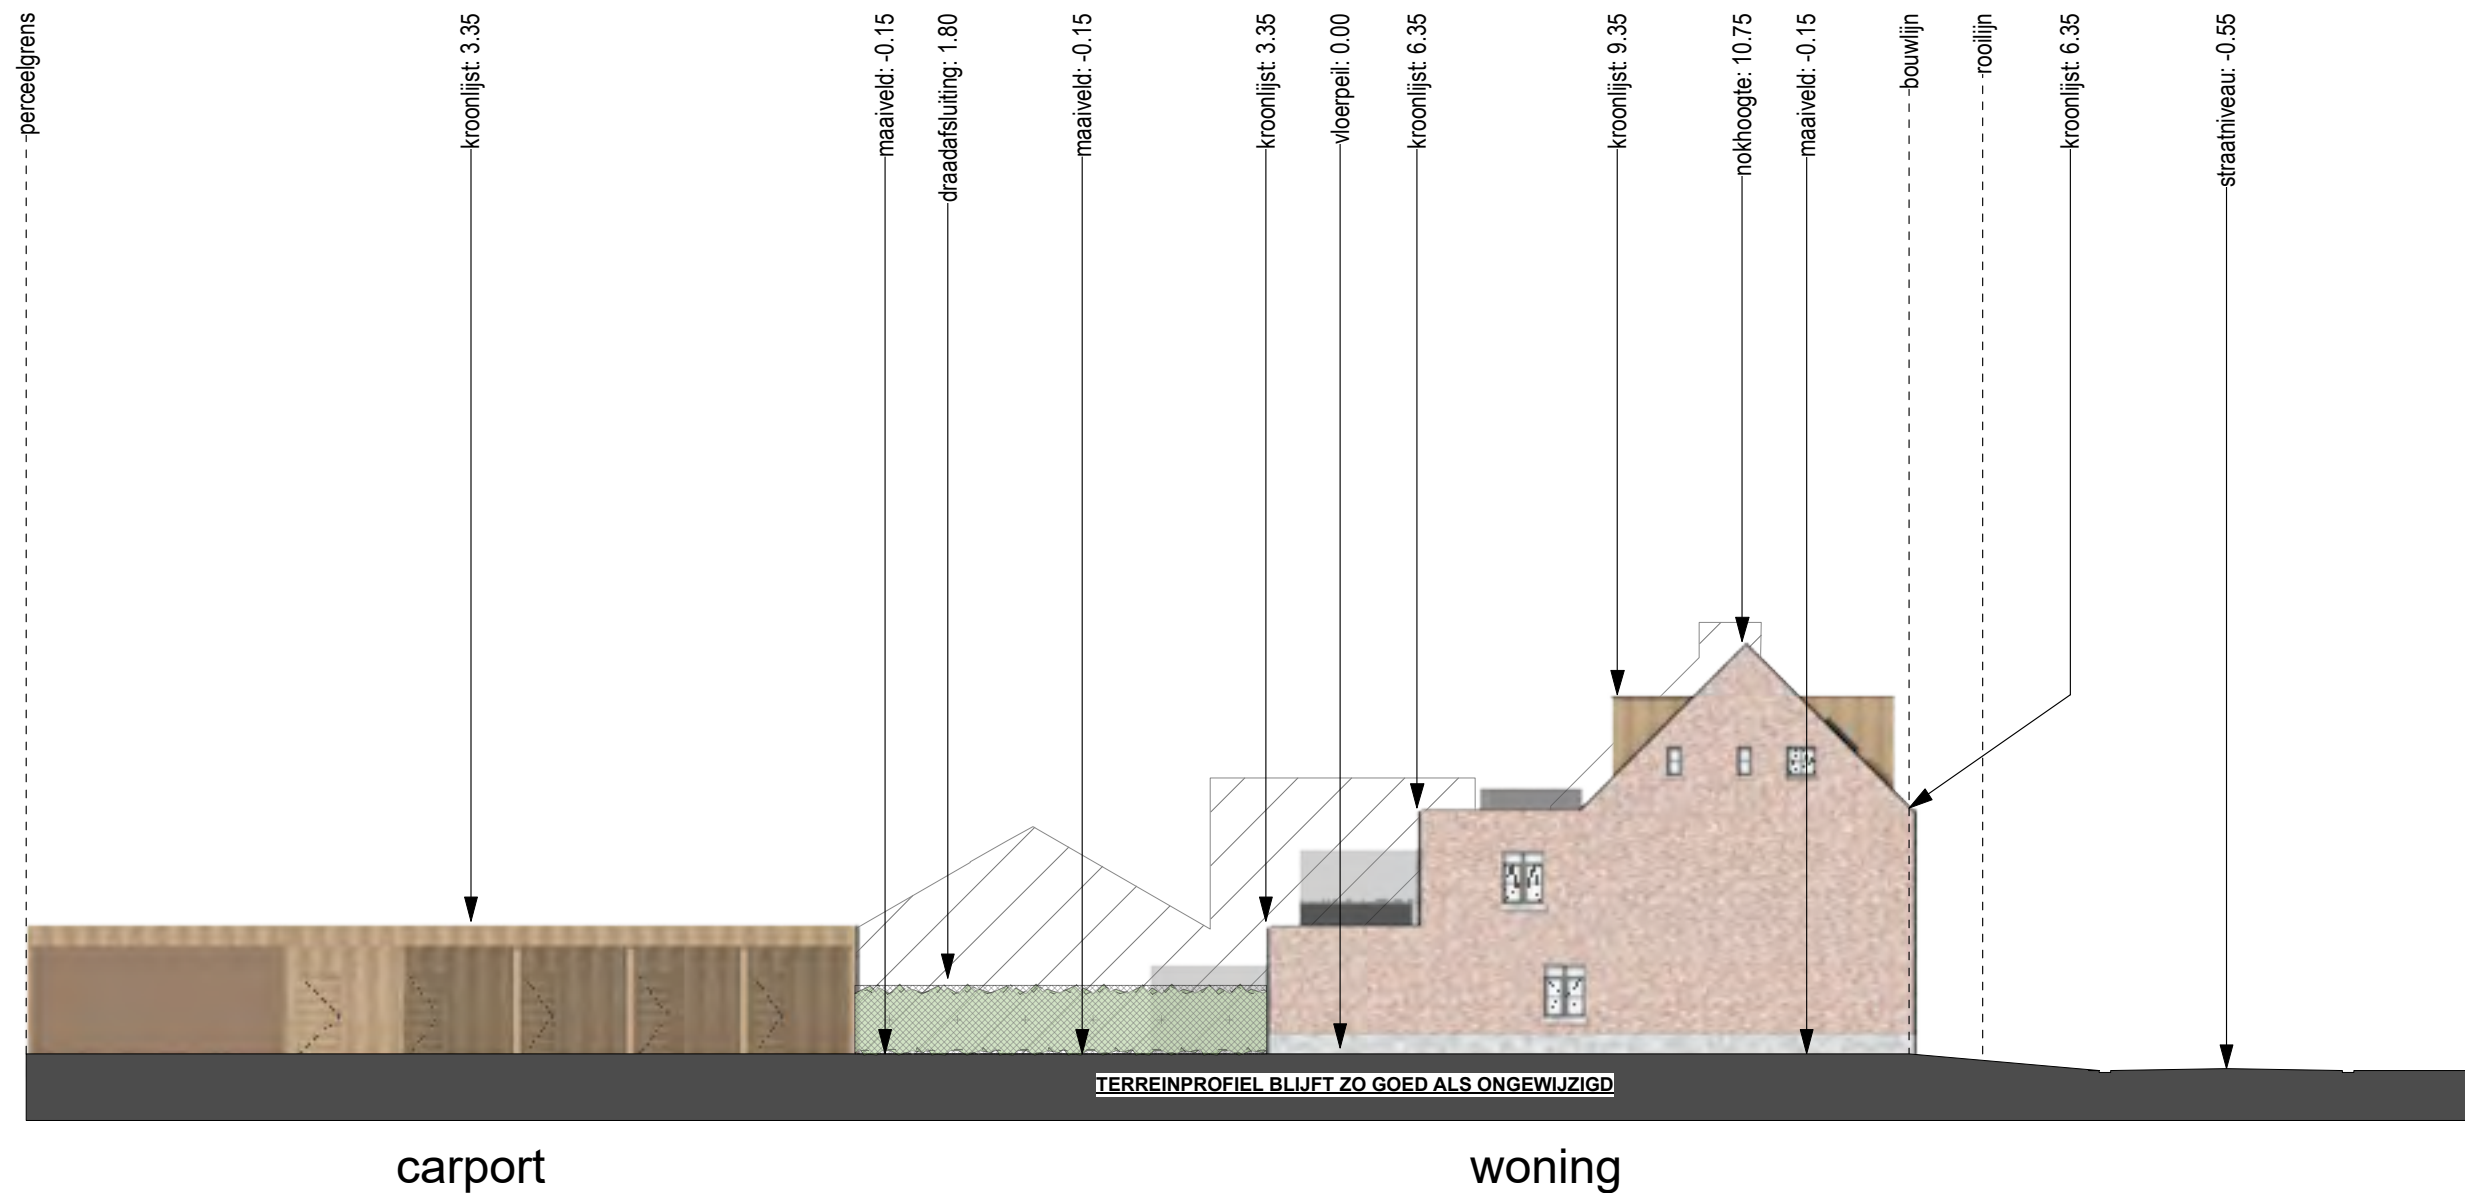 perceelgrens
kroonlijst: 3.35
maaiveld: -0.15
draadafsluiting: 1.80
maaiveld: -0.15
kroonlijst: 3.35
vloerpeil: 0.00
kroonlijst: 6.35
kroonlijst: 9.35
nokhoogte: 10.75
maaiveld: -0.15
bouwlijn
rooilijn
kroonlijst: 6.35
straatniveau: -0.55
TERREINPROFIEL BLIJFT ZO GOED ALS ONGEWIJZIGD
carport
woning